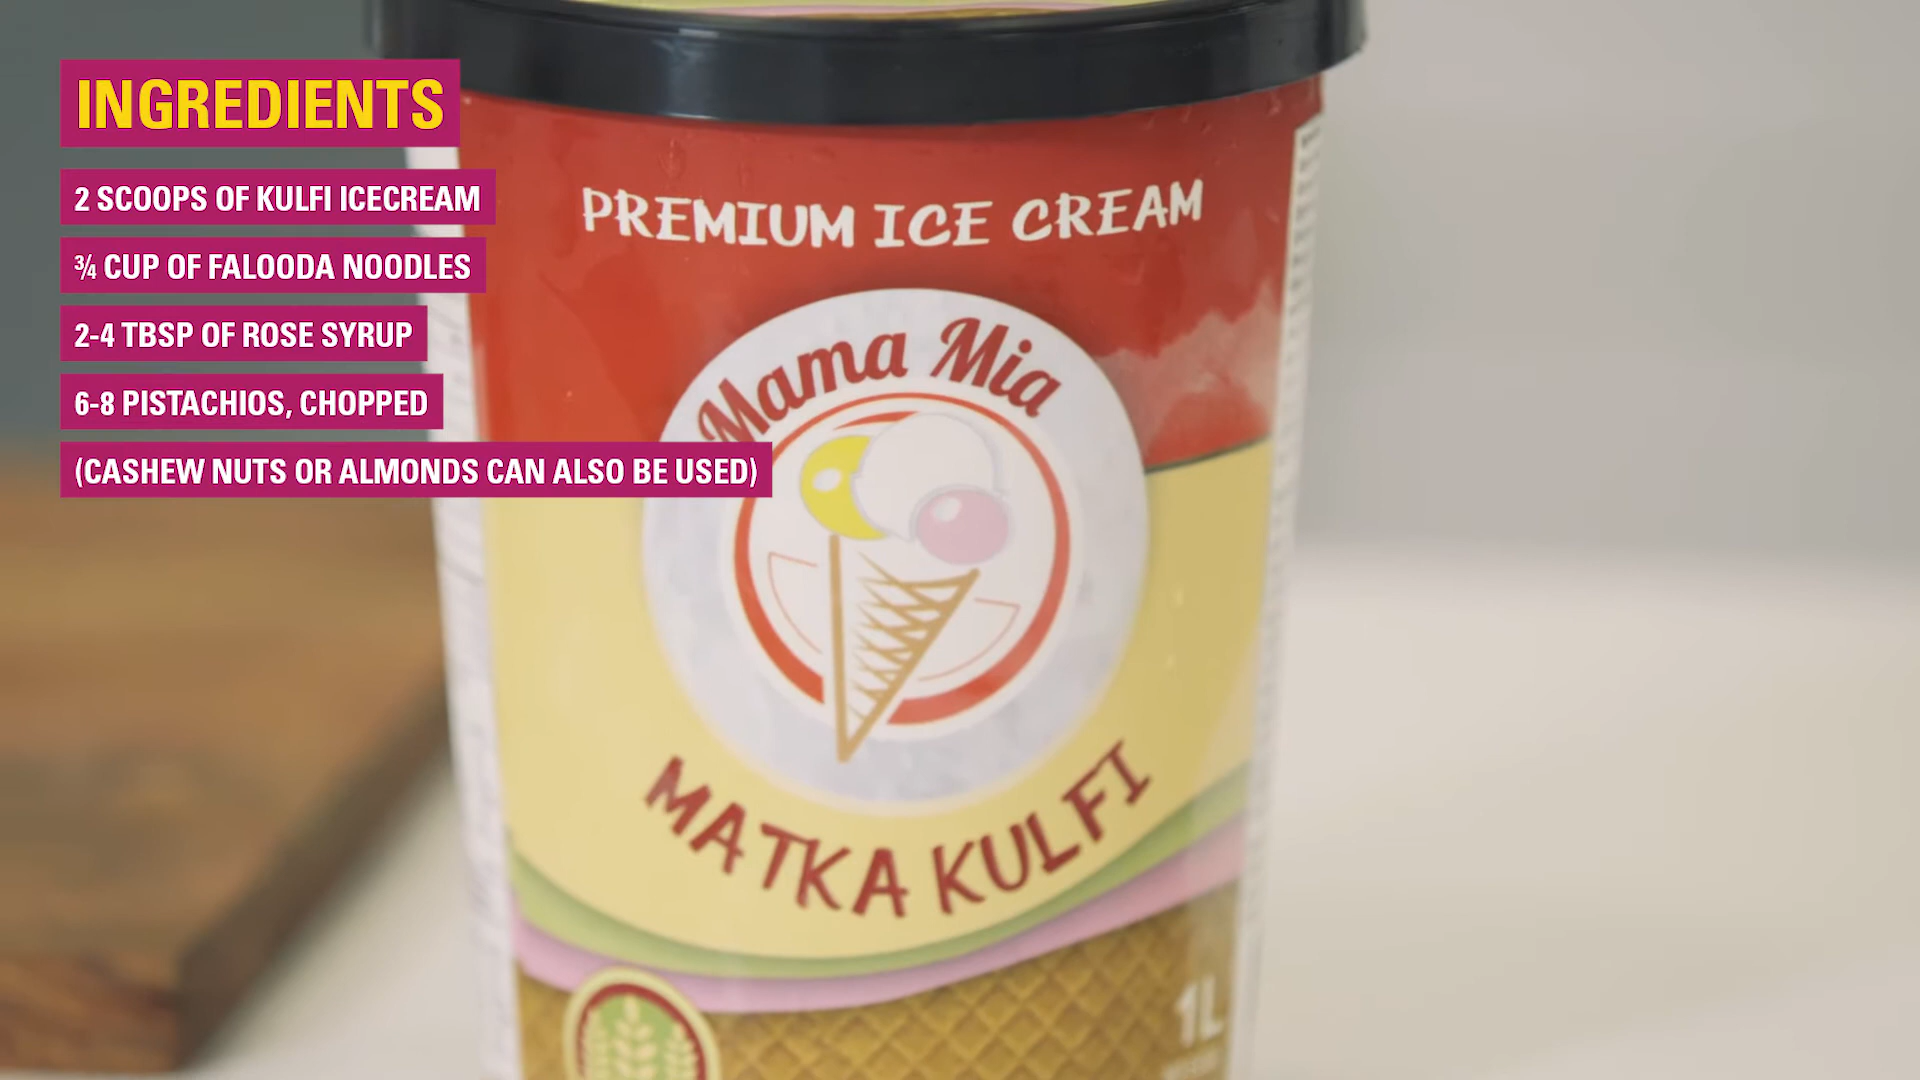 INGREDIENTS
2 SCOOPS OF KULFI ICECREAM
¾ CUP OF FALOODA NOODLES
2-4 TBSP OF ROSE SYRUP
6-8 PISTACHIOS, CHOPPED
(CASHEW NUTS OR ALMONDS CAN ALSO BE USED)
PREMIUM ICE CREAM
Mama Mia
MATKA KULFI
1L